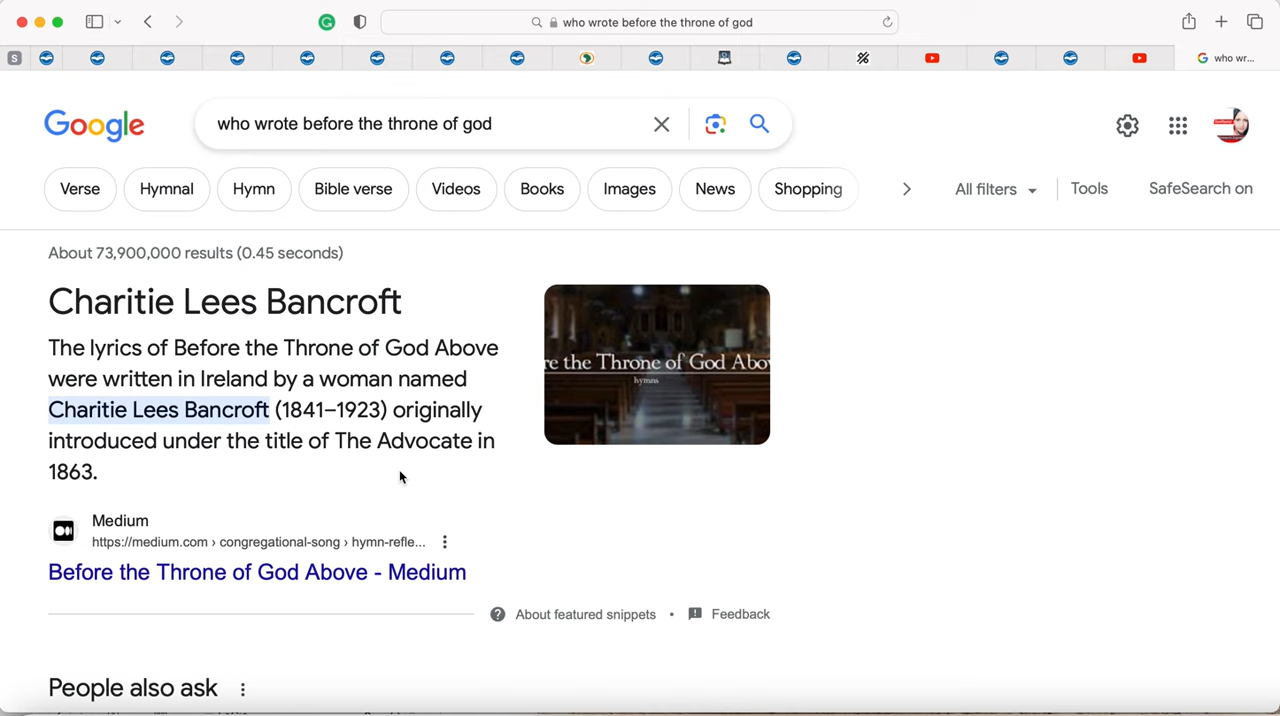 who wrote before the throne of god
S
who wr...
Google
who wrote before the throne of god
Verse
Hymnal
Hymn
Bible verse
Videos
Books
Images
News
Shopping
All filters
Tools
SafeSearch on
About 73,900,000 results (0.45 seconds)
Charitie Lees Bancroft
The lyrics of Before the Throne of God Above
were written in Ireland by a woman named
Charitie Lees Bancroft (1841–1923) originally
introduced under the title of The Advocate in
1863.
re the Throne of God Abov
hymns
Medium
https://medium.com › congregational-song › hymn-refle...
Before the Throne of God Above - Medium
About featured snippets
•
Feedback
People also ask